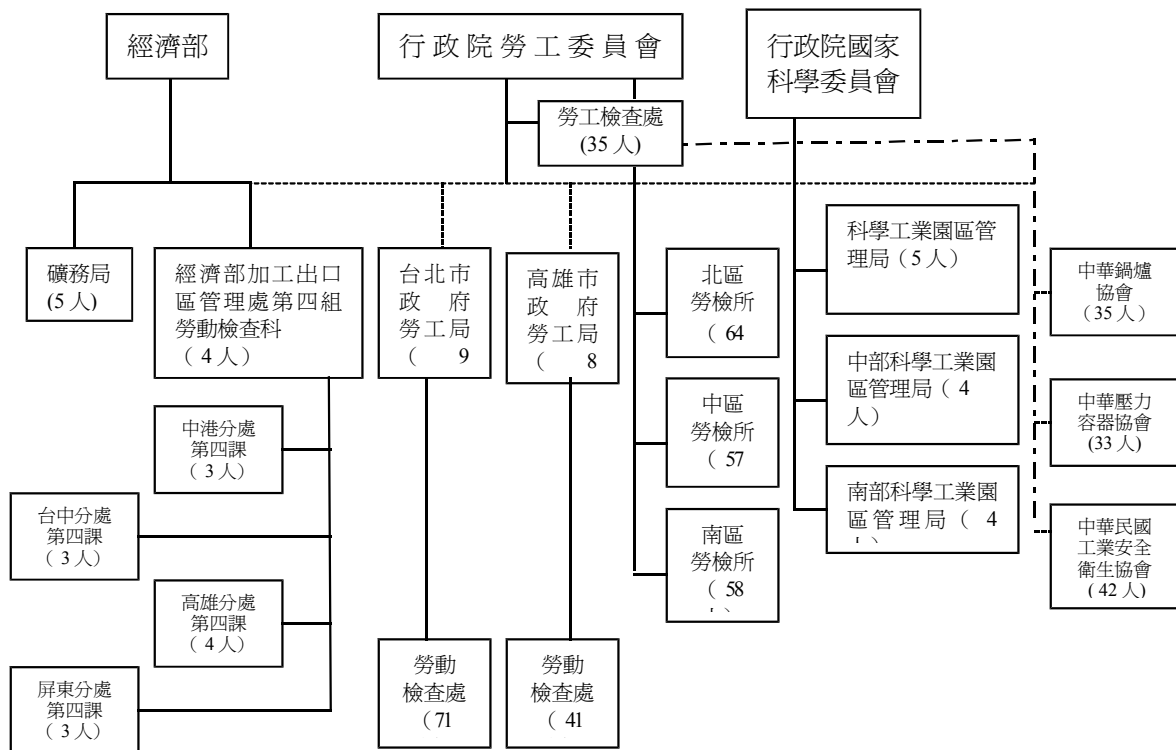 經濟部
行政院勞工委員會
行政院國家
科學委員會
勞工檢查處
(35 人)
礦務局
(5 人)
經濟部加工出口
區管理處第四組
勞動檢查科
（ 4 人）
台北市
政府
勞工局
（ 9
高雄市
政府
勞工局
（ 8
北區
勞檢所
（ 64
中區
勞檢所
（ 57
南區
勞檢所
（ 58
科學工業園區管
理局（5 人）
中部科學工業園
區管理局（ 4
人）
南部科學工業園
區管理局（ 4
中華鍋爐
協會
（35 人）
中華壓力
容器協會
(33 人)
中華民國
工業安全
衛生協會
（42 人）
中港分處
第四課
（ 3 人）
台中分處
第四課
（ 3 人）
高雄分處
第四課
（ 4 人）
屏東分處
第四課
（ 3 人）
勞動
檢查處
（71
勞動
檢查處
（ 41